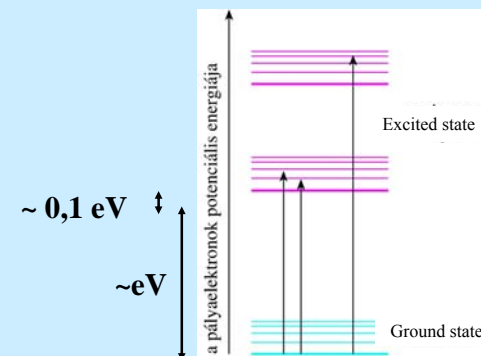 a pályaelektronok potenciális energiája
Excited state
~ 0,1 eV
~eV
Ground state